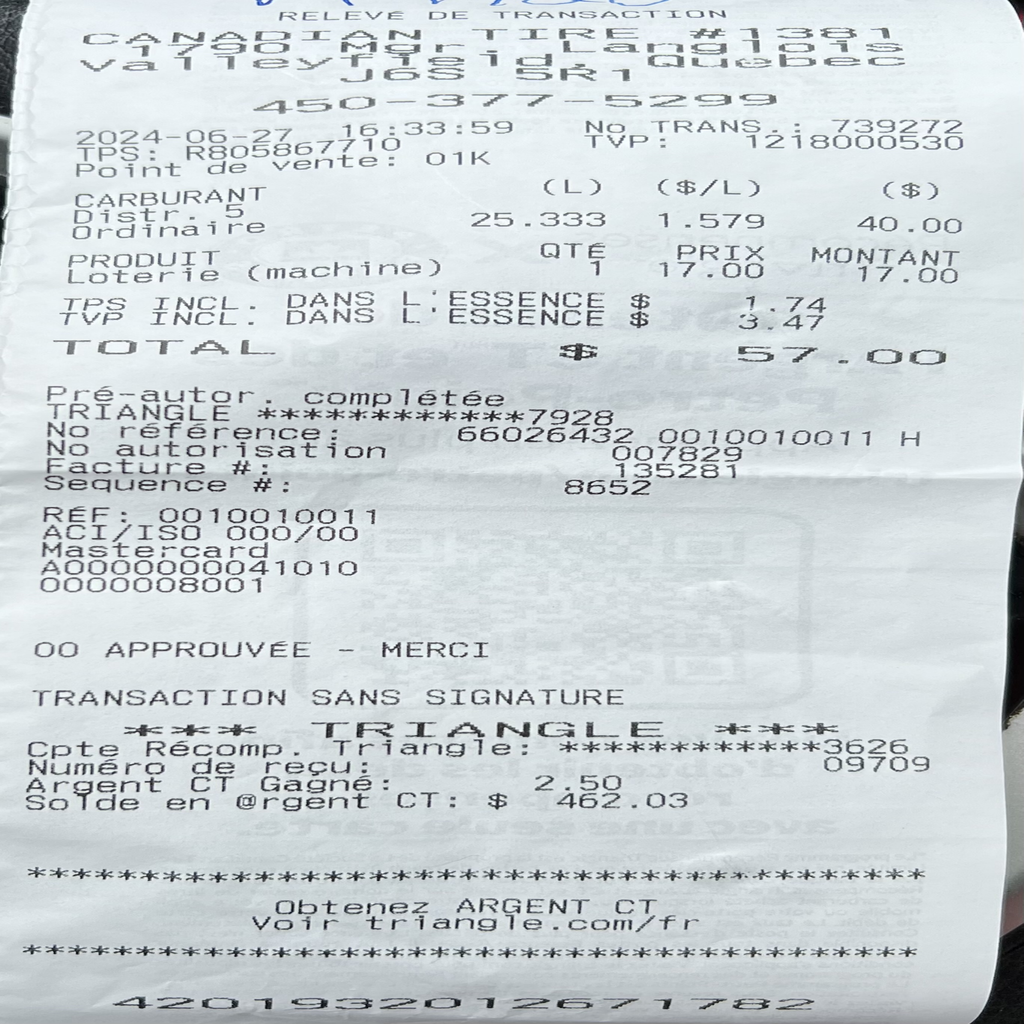 RELEVÉ DE TRANSACTION
CANADIAN TIRE #1381
1790 Mgr. Langlois
Valleyfield, Quebec
J6S 5R1
450-377-5299
2024-06-27 16:33:59 No TRANS.: 739272
TPS: R805867710 TVP: 1218000530
Point de vente: 01K
CARBURANT (L) ($/L) ($)
Distr. 5
Ordinaire 25.333 1.579 40.00
PRODUIT QTÉ PRIX MONTANT
Loterie (machine) 1 17.00 17.00
TPS INCL. DANS L'ESSENCE $ 1.74
TVP INCL. DANS L'ESSENCE $ 3.47
TOTAL $ 57.00
Pré-autor. complétée
TRIANGLE ************7928
No référence: 66026432 0010010011 H
No autorisation 007829
Facture #: 135281
Sequence #: 8652
RÉF: 0010010011
ACI/ISO 000/00
Mastercard
A0000000041010
0000008001
00 APPROUVÉE - MERCI
TRANSACTION SANS SIGNATURE
*** TRIANGLE ***
Cpte Récomp. Triangle: ************3626
Numéro de reçu: 09709
Argent CT Gagné: 2.50
Solde en @rgent CT: $ 462.03
***********************************************
Obtenez ARGENT CT
Voir triangle.com/fr
***********************************************
4201932012671782